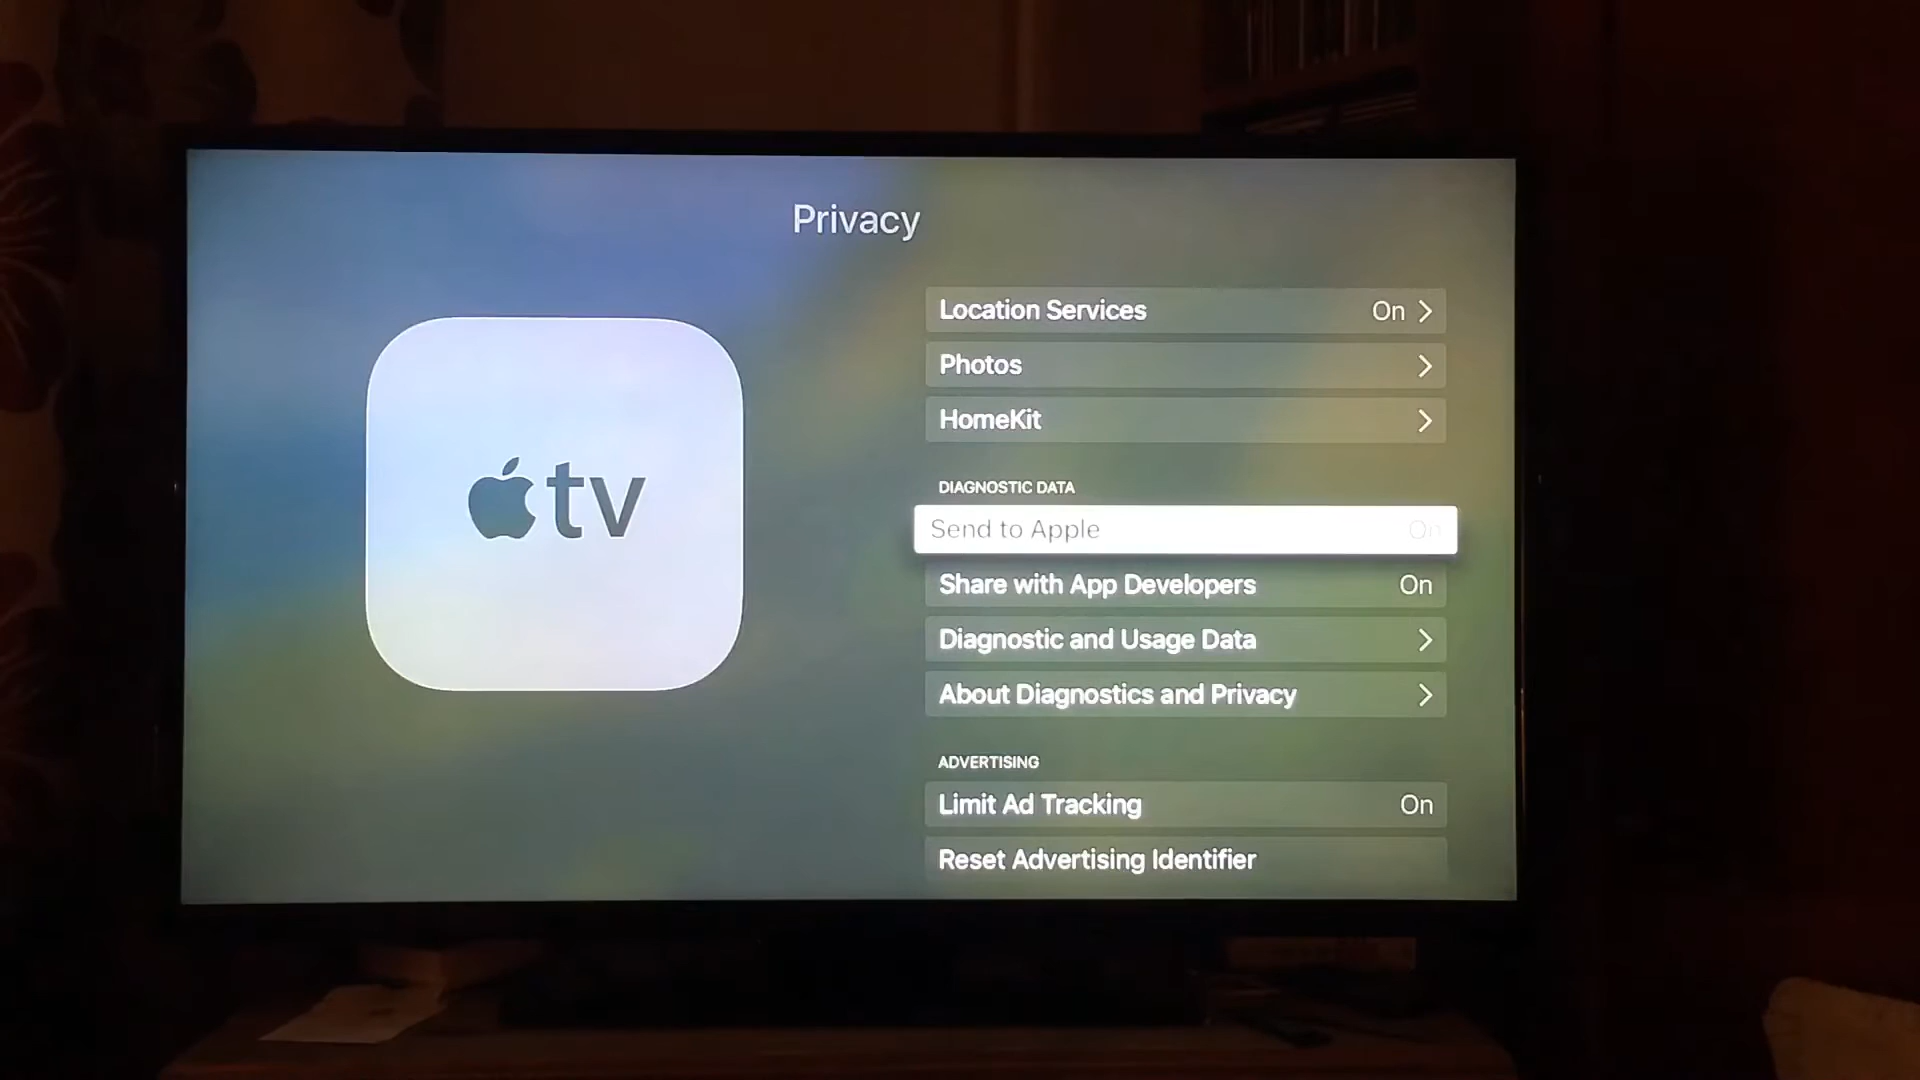 Privacy
tv
Location Services On
Photos
HomeKit
DIAGNOSTIC DATA
Send to Apple On
Share with App Developers On
Diagnostic and Usage Data
About Diagnostics and Privacy
ADVERTISING
Limit Ad Tracking On
Reset Advertising Identifier